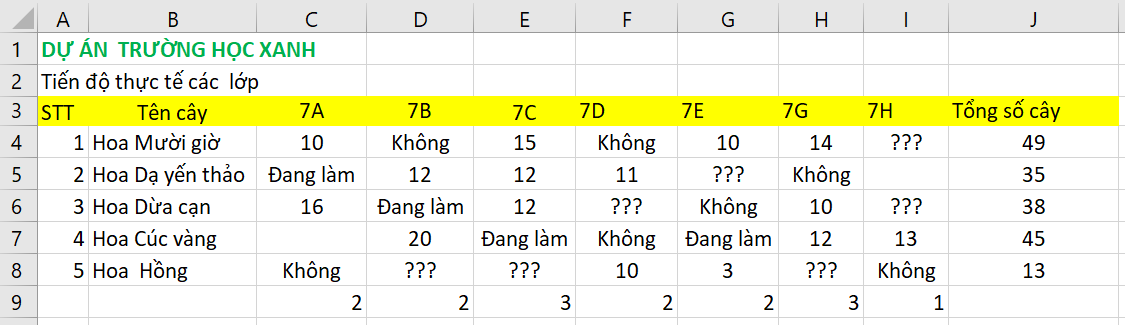 A B C D E F G H I J
1 DỰ ÁN TRƯỜNG HỌC XANH
2 Tiến độ thực tế các lớp
3 STT Tên cây 7A 7B 7C 7D 7E 7G 7H Tổng số cây
4 1 Hoa Mười giờ 10 Không 15 Không 10 14 ??? 49
5 2 Hoa Dạ yến thảo Đang làm 12 12 11 ??? Không 35
6 3 Hoa Dừa cạn 16 Đang làm 12 ??? Không 10 ??? 38
7 4 Hoa Cúc vàng 20 Đang làm Không Đang làm 12 13 45
8 5 Hoa Hồng Không ??? ??? 10 3 ??? Không 13
9 2 2 3 2 2 3 1